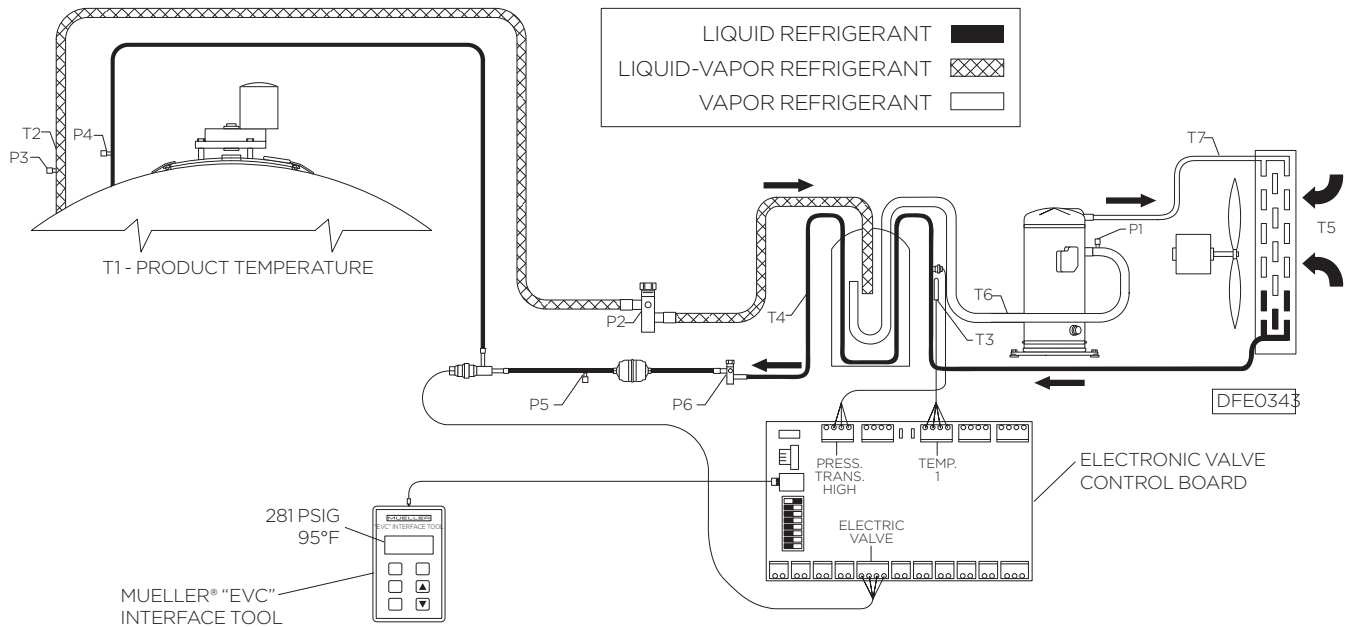 LIQUID REFRIGERANT
LIQUID-VAPOR REFRIGERANT
VAPOR REFRIGERANT
T2
P3
P4
T1 - PRODUCT TEMPERATURE
P2
T4
T6
T3
P1
T7
T5
P5
P6
DFE0343
PRESS.
TRANS.
HIGH
TEMP.
1
ELECTRIC
VALVE
ELECTRONIC VALVE
CONTROL BOARD
281 PSIG
95°F
MUELLER
"EVC" INTERFACE TOOL
MUELLER® “EVC”
INTERFACE TOOL